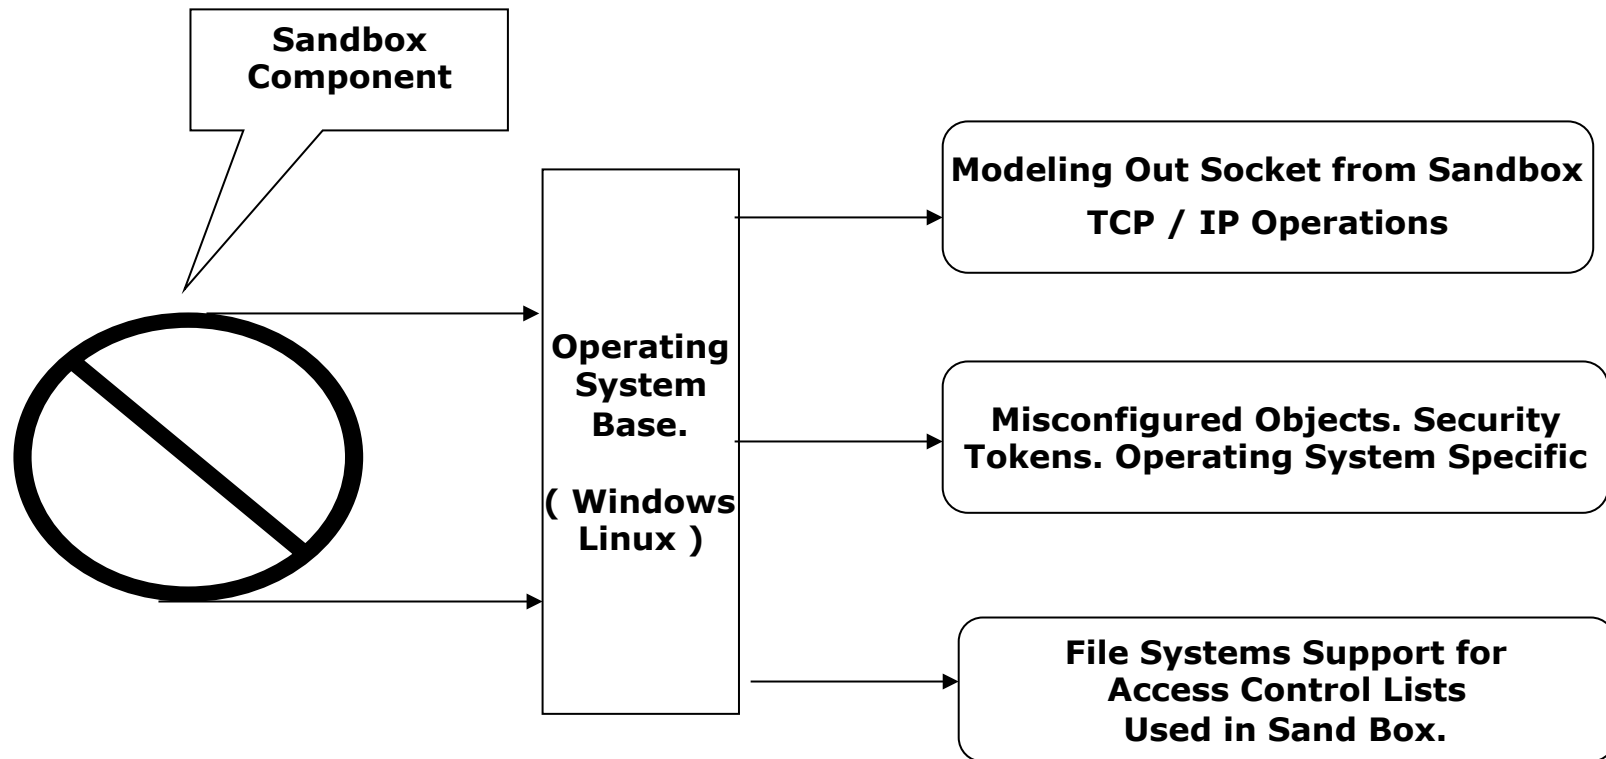 Sandbox
Component
Modeling Out Socket from Sandbox
TCP / IP Operations
Operating
System
Base.
( Windows
Linux )
Misconfigured Objects. Security
Tokens. Operating System Specific
File Systems Support for
Access Control Lists
Used in Sand Box.